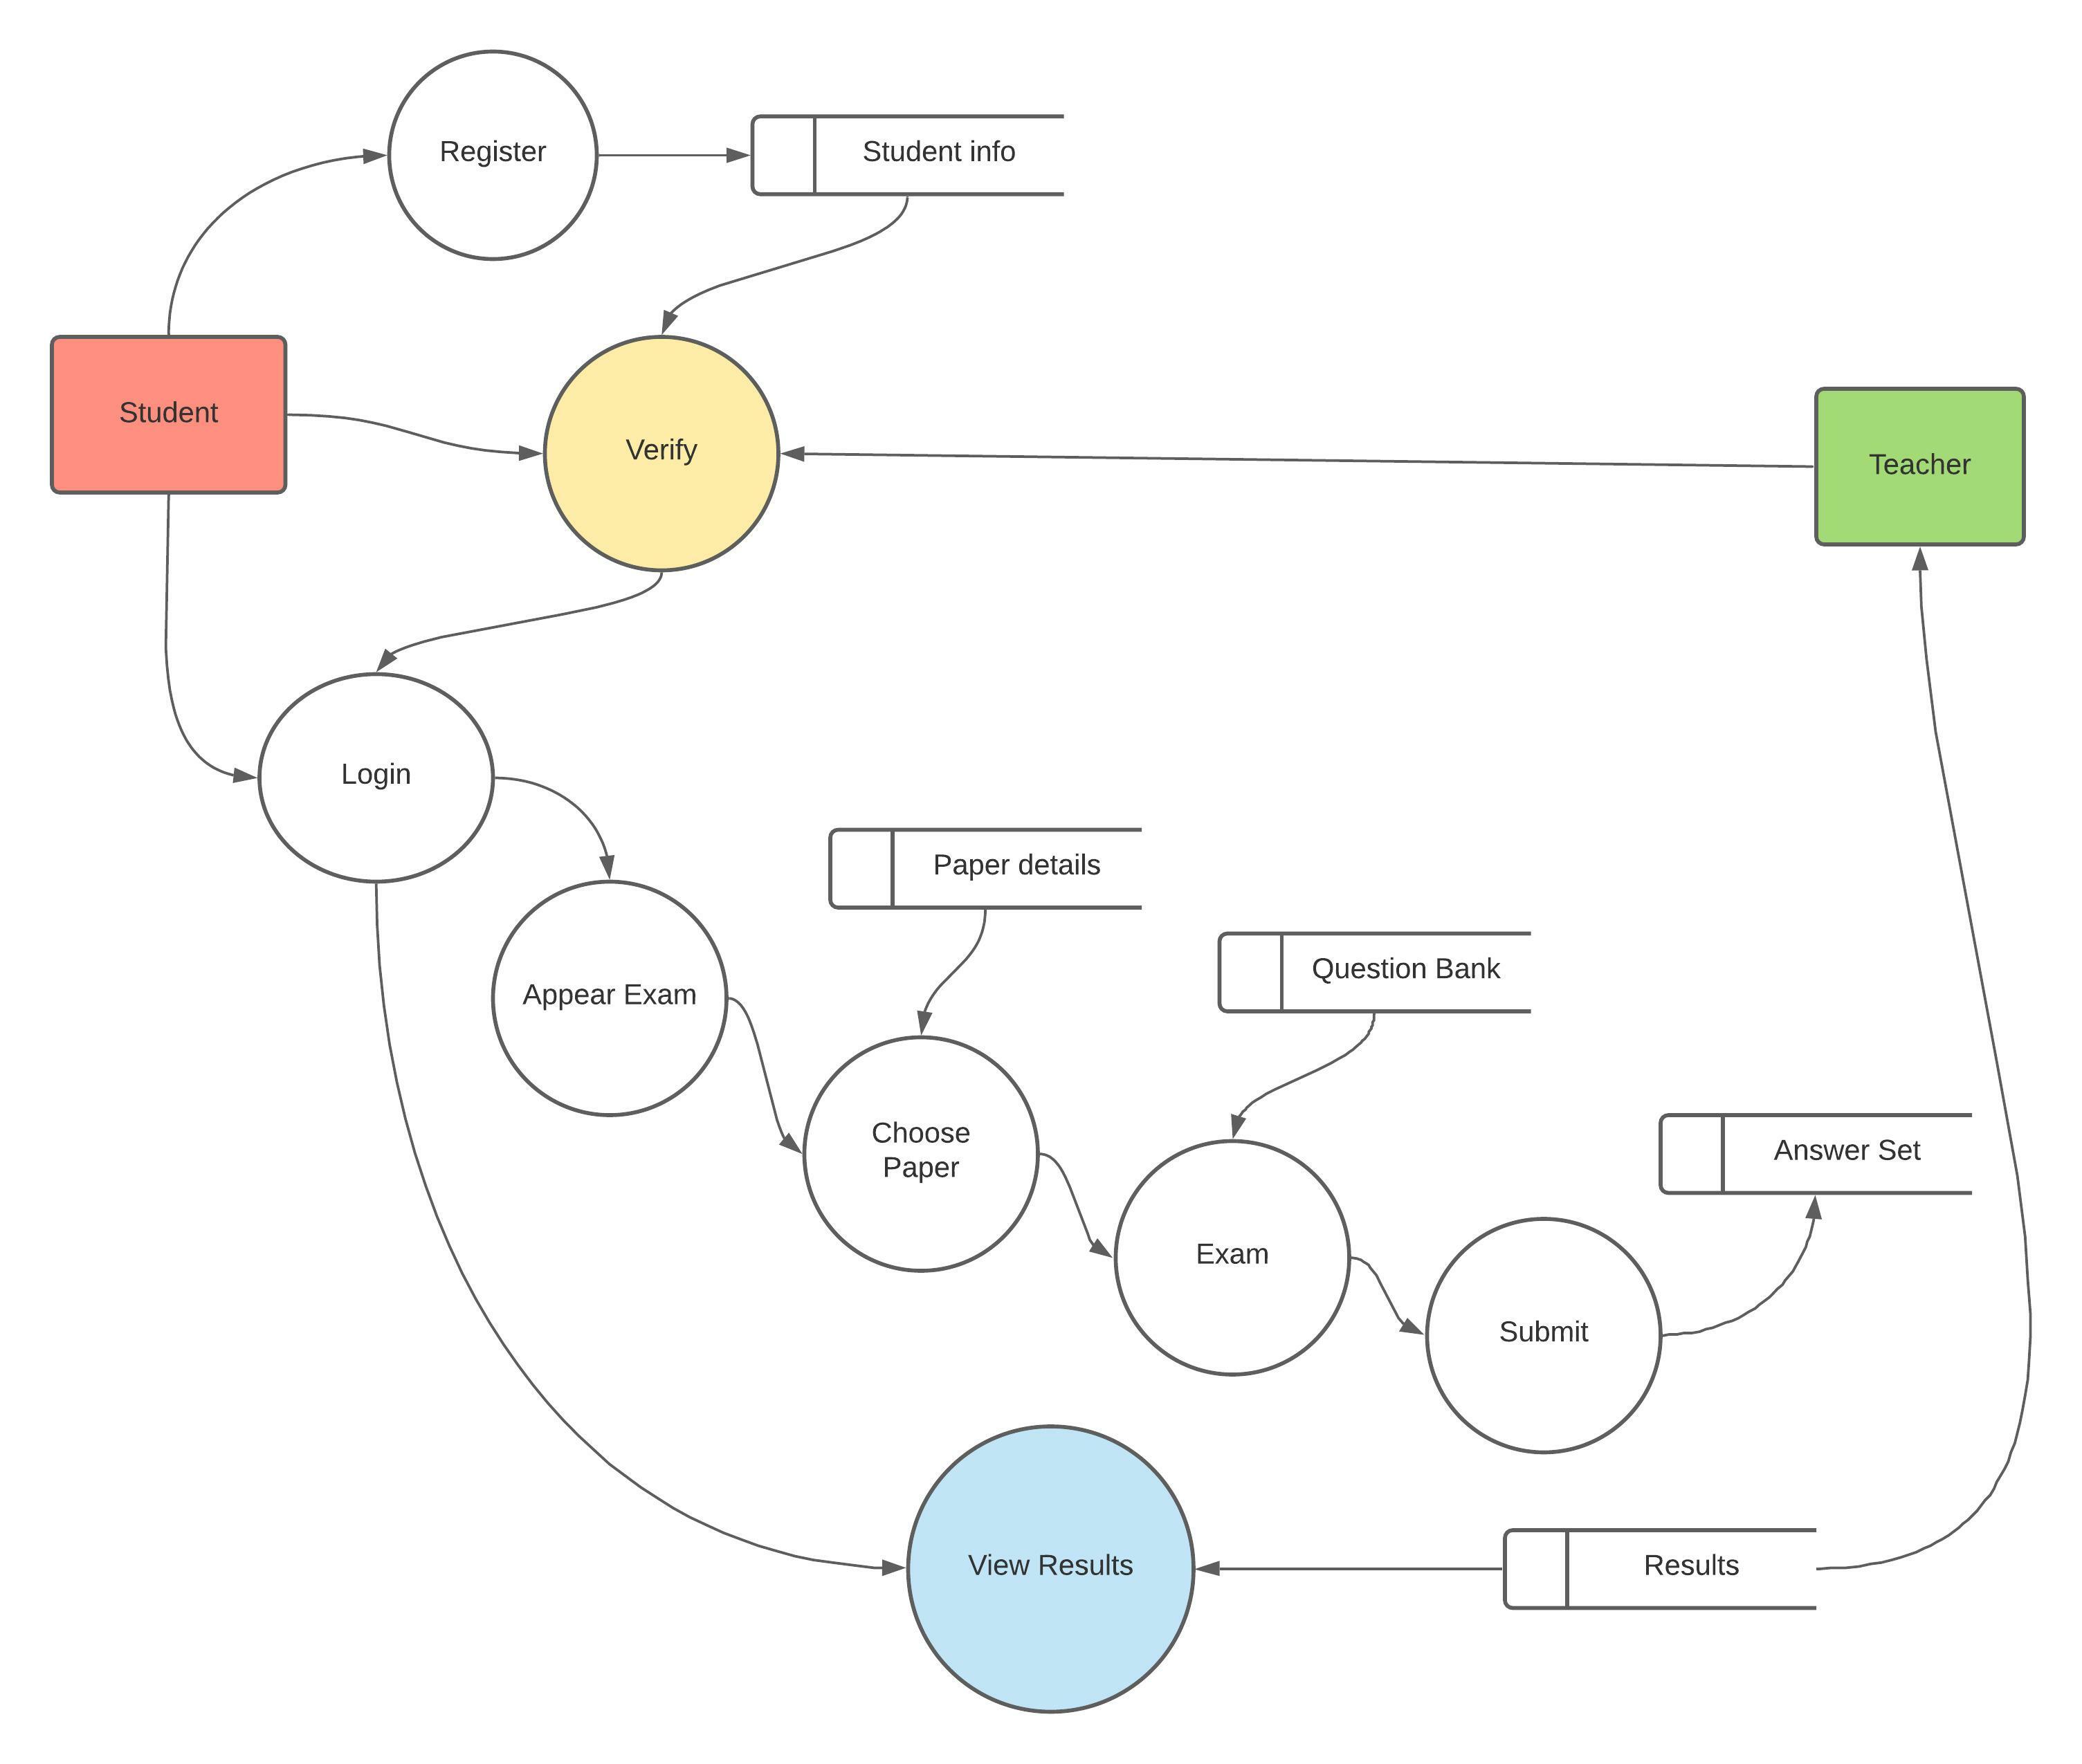 Register
Student info
Student
Verify
Teacher
Login
Paper details
Question Bank
Appear Exam
Choose
Paper
Answer Set
Exam
Submit
View Results
Results